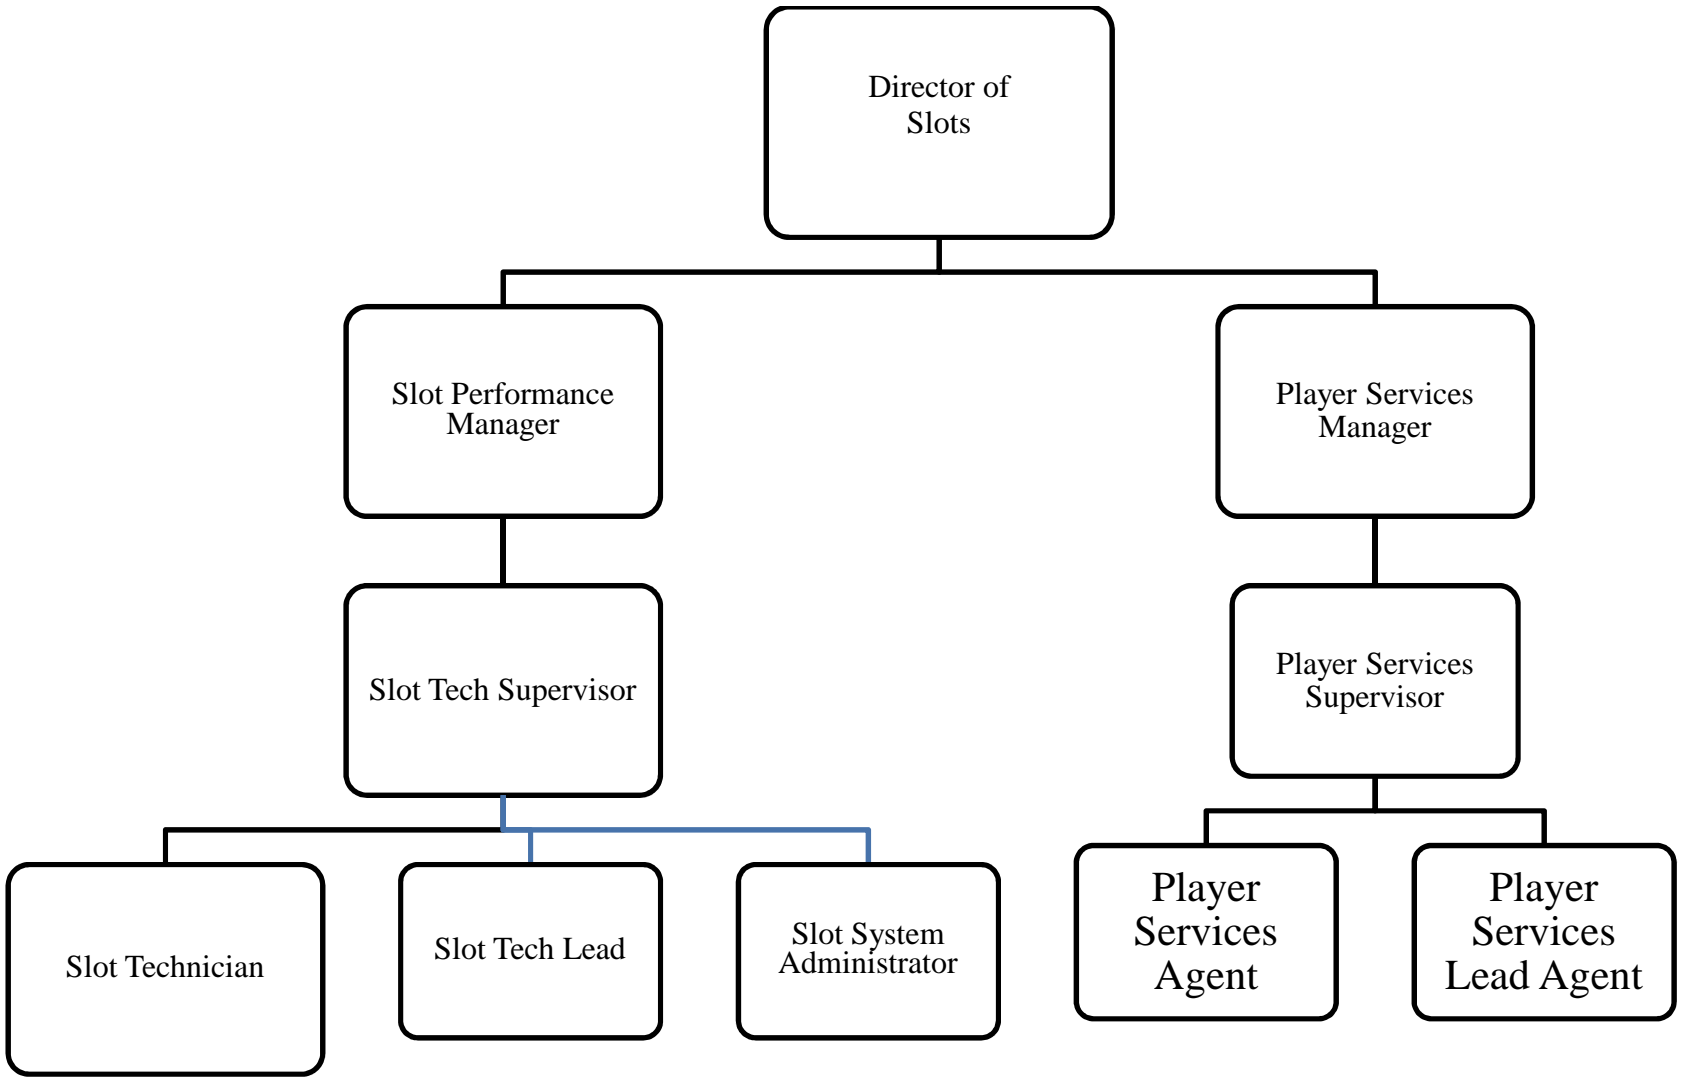 Director of
Slots
Slot Performance
Manager
Player Services
Manager
Slot Tech Supervisor
Player Services
Supervisor
Slot Technician
Slot Tech Lead
Slot System
Administrator
Player
Services
Agent
Player
Services
Lead Agent